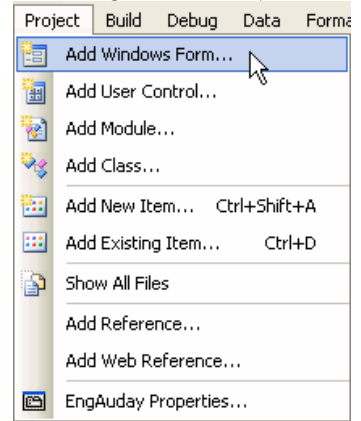 Project Build Debug Data Forma
Add Windows Form...
Add User Control...
Add Module...
Add Class...
Add New Item... Ctrl+Shift+A
Add Existing Item... Ctrl+D
Show All Files
Add Reference...
Add Web Reference...
EngAuday Properties...